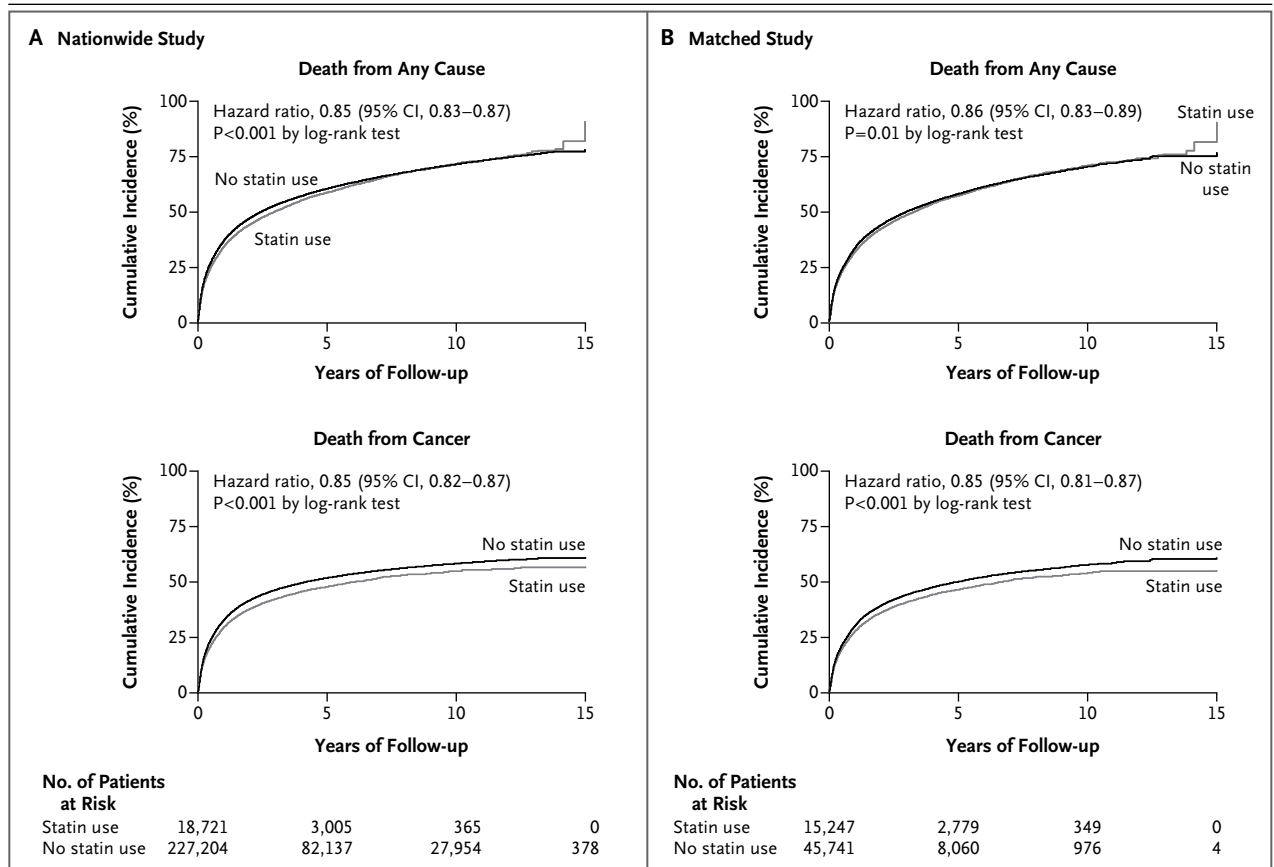 A Nationwide Study
Death from Any Cause
Cumulative Incidence (%)
100
75
50
25
0
Hazard ratio, 0.85 (95% CI, 0.83–0.87)
P<0.001 by log-rank test
No statin use
Statin use
0 5 10 15
Years of Follow-up
Death from Cancer
Cumulative Incidence (%)
100
75
50
25
0
Hazard ratio, 0.85 (95% CI, 0.82–0.87)
P<0.001 by log-rank test
No statin use
Statin use
0 5 10 15
Years of Follow-up
No. of Patients
at Risk
Statin use 18,721 3,005 365 0
No statin use 227,204 82,137 27,954 378
B Matched Study
Death from Any Cause
Cumulative Incidence (%)
100
75
50
25
0
Hazard ratio, 0.86 (95% CI, 0.83–0.89)
P=0.01 by log-rank test
Statin use
No statin
use
0 5 10 15
Years of Follow-up
Death from Cancer
Cumulative Incidence (%)
100
75
50
25
0
Hazard ratio, 0.85 (95% CI, 0.81–0.87)
P<0.001 by log-rank test
No statin use
Statin use
0 5 10 15
Years of Follow-up
No. of Patients
at Risk
Statin use 15,247 2,779 349 0
No statin use 45,741 8,060 976 4